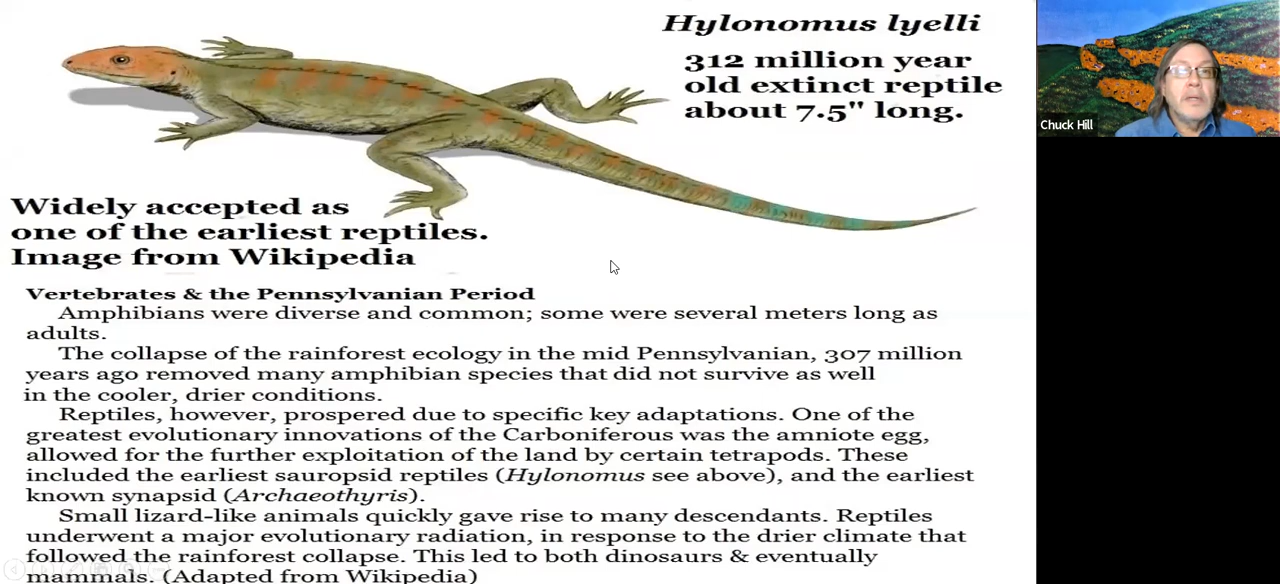 Hylonomus lyelli
312 million year
old extinct reptile
about 7.5" long.
Chuck Hill
Widely accepted as
one of the earliest reptiles.
Image from Wikipedia
Vertebrates & the Pennsylvanian Period
Amphibians were diverse and common; some were several meters long as
adults.
The collapse of the rainforest ecology in the mid Pennsylvanian, 307 million
years ago removed many amphibian species that did not survive as well
in the cooler, drier conditions.
Reptiles, however, prospered due to specific key adaptations. One of the
greatest evolutionary innovations of the Carboniferous was the amniote egg,
allowed for the further exploitation of the land by certain tetrapods. These
included the earliest sauropsid reptiles (Hylonomus see above), and the earliest
known synapsid (Archaeothyris).
Small lizard-like animals quickly gave rise to many descendants. Reptiles
underwent a major evolutionary radiation, in response to the drier climate that
followed the rainforest collapse. This led to both dinosaurs & eventually
mammals. (Adapted from Wikipedia)